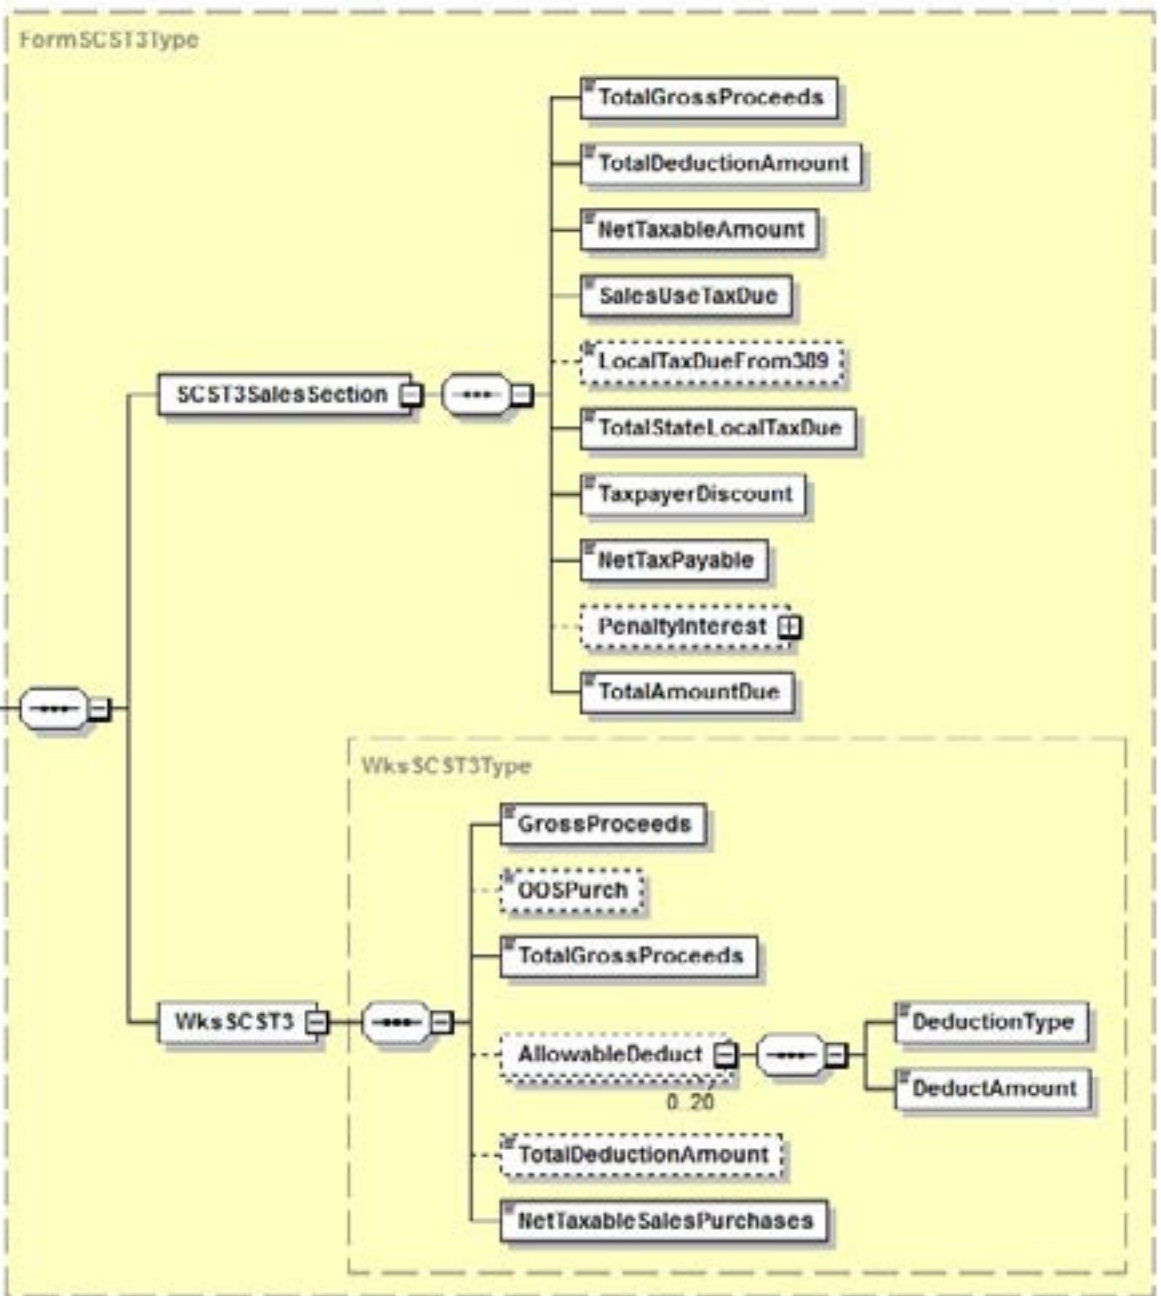 FormSCST3Type
TotalGrossProceeds
TotalDeductionAmount
NetTaxableAmount
SalesUseTaxDue
LocalTaxDueFrom389
SCST3SalesSection
TotalStateLocalTaxDue
TaxpayerDiscount
NetTaxPayable
PenaltyInterest
TotalAmountDue
WksSCST3Type
GrossProceeds
OOSPurch
TotalGrossProceeds
WksSCST3
DeductionType
AllowableDeduct
DeductAmount
0..20
TotalDeductionAmount
NetTaxableSalesPurchases